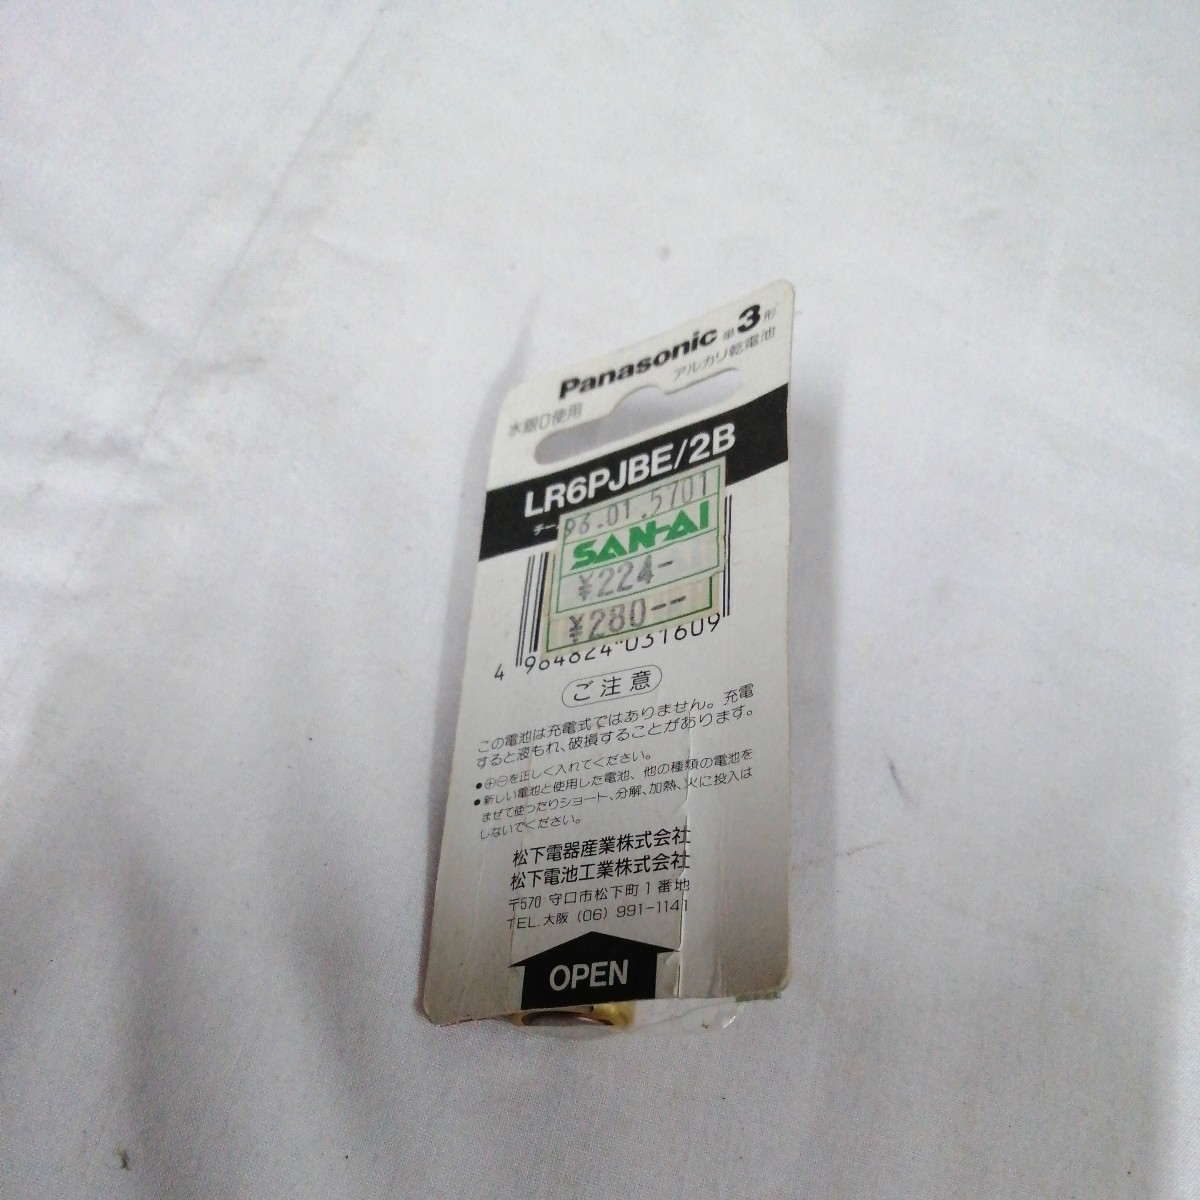 Panasonic 単3形
水銀0使用 アルカリ乾電池
LR6PJBE/2B
チー
96.01.5701
SAN-AI
¥224-
¥280--
4 964824 031609
ご注意
この電池は充電式ではありません。充電
すると液もれ、破損することがあります。
●⊕⊖を正しく入れてください。
●新しい電池と使用した電池、他の種類の電池を
まぜて使ったりショート、分解、加熱、火に投入は
しないでください。
松下電器産業株式会社
松下電池工業株式会社
〒570 守口市松下町1番地
TEL.大阪 (06) 991-1141
OPEN